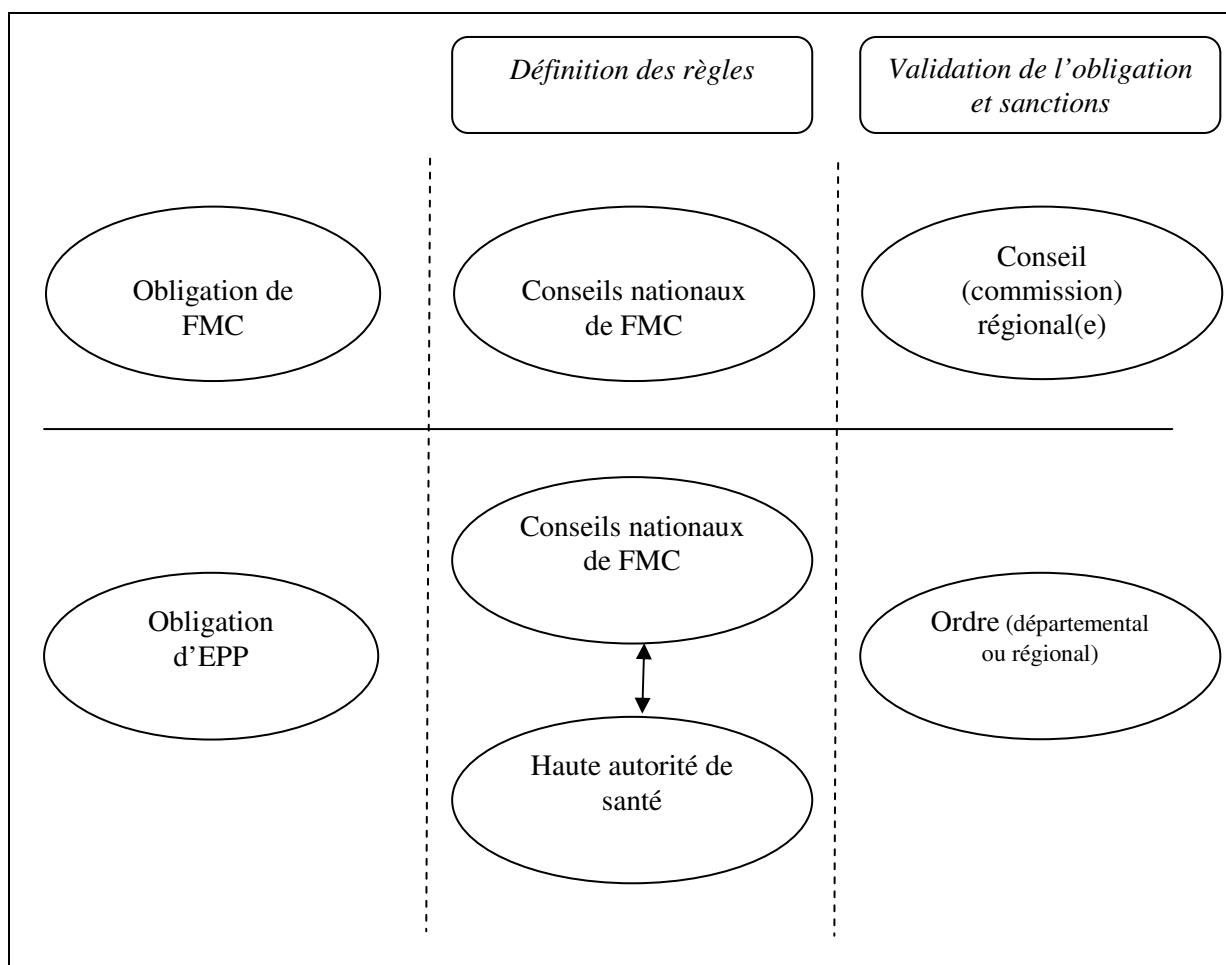 Définition des règles
Validation de l’obligation
et sanctions
Obligation de
FMC
Conseils nationaux
de FMC
Conseil
(commission)
régional(e)
Obligation
d’EPP
Conseils nationaux
de FMC
Haute autorité de
santé
Ordre (départemental
ou régional)